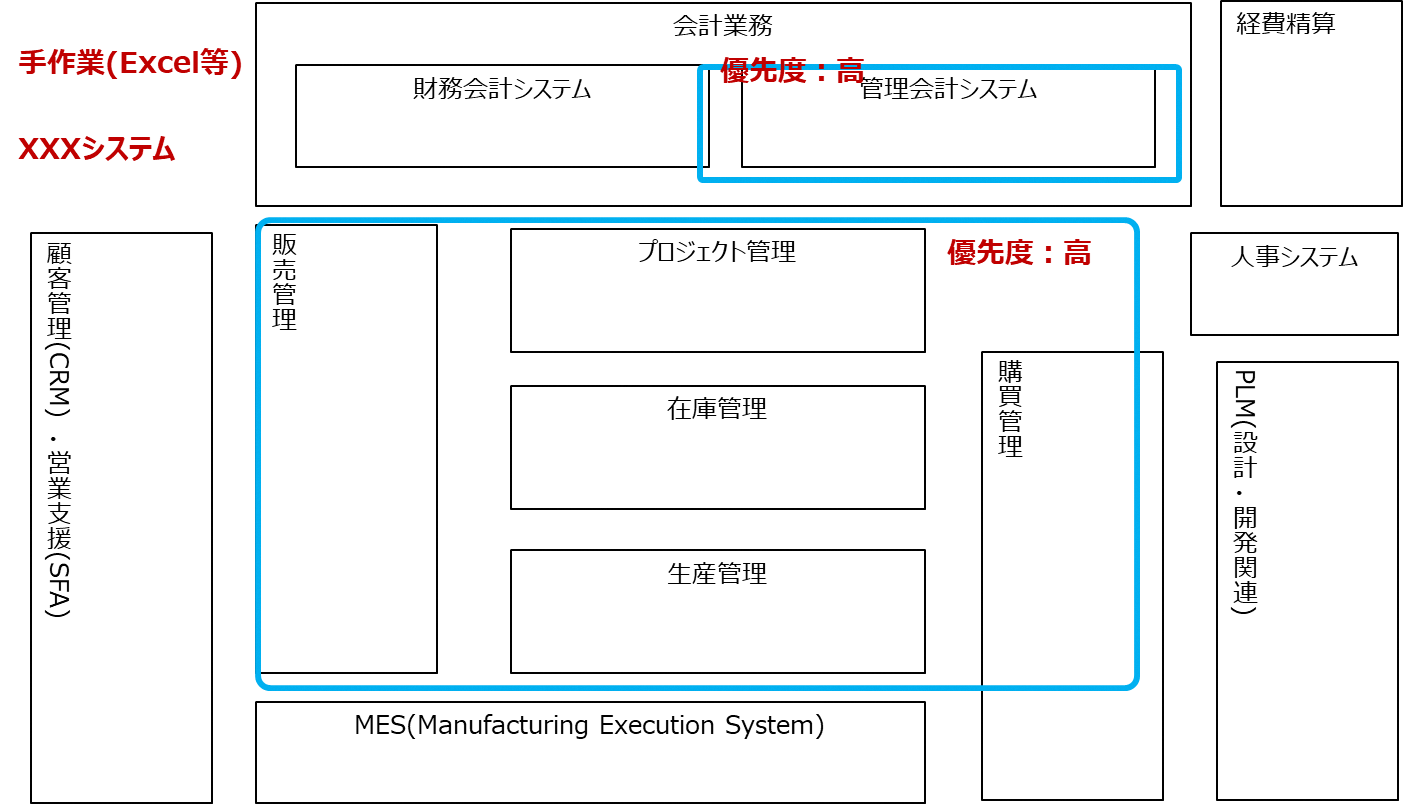 会計業務
経費精算
手作業(Excel等)
優先度：高
財務会計システム
管理会計システム
XXXシステム
顧客管理(CRM)・営業支援(SFA)
販売管理
プロジェクト管理
優先度：高
人事システム
在庫管理
購買管理
PLM(設計・開発関連)
生産管理
MES(Manufacturing Execution System)